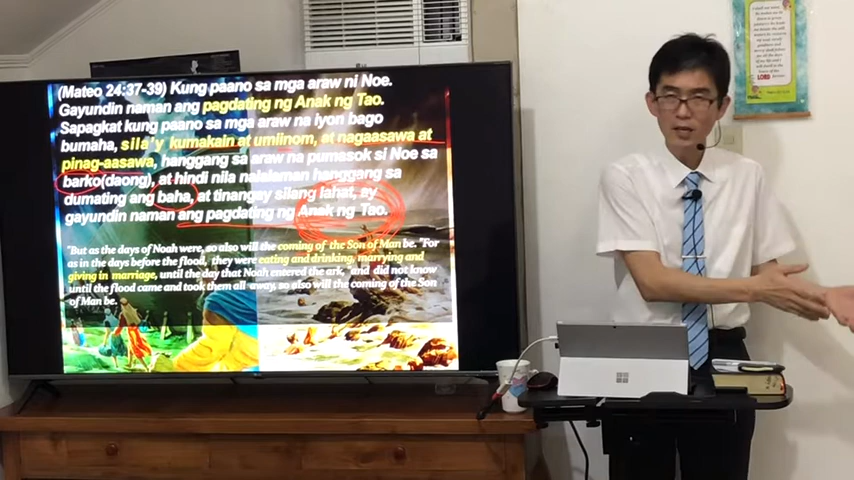 (Mateo 24:37-39) Kung paano sa mga araw ni Noe.
Gayundin naman ang pagdating ng Anak ng Tao.
Sapagkat kung paano sa mga araw na iyon bago
bumaha, sila'y kumakain at umiinom, at nagaasawa at
pinag-aasawa, hanggang sa araw na pumasok si Noe sa
barko(daong), at hindi nila nalalaman hanggang sa
dumating ang baha, at tinangay silang lahat, ay
gayundin naman ang pagdating ng Anak ng Tao.
"But as the days of Noah were, so also will the coming of the Son of Man be. "For
as in the days before the flood, they were eating and drinking, marrying and
giving in marriage, until the day that Noah entered the ark, "and did not know
until the flood came and took them all away, so also will the coming of the Son
of Man be.
LORD